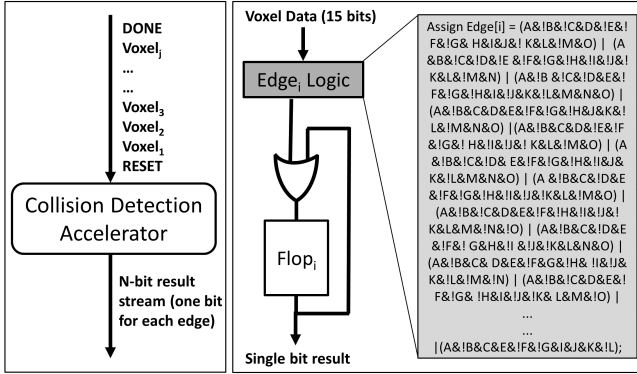 DONE
Voxelj
...
...
Voxel3
Voxel2
Voxel1
RESET
Collision Detection
Accelerator
N-bit result
stream (one bit
for each edge)
Voxel Data (15 bits)
Edgei Logic
Flopi
Single bit result
Assign Edge[i] = (A&!B&!C&D&!E&!
F&!G& H&I&J&! K&L&!M&O) | (A
&B&!C&D&!E &!F&G&!H&I&!J&!
K&L&!M&N) | (A&!B &!C&D&E&!
F&!G&H&!I&J&!J&K&L&M&N&O) |
(A&!B&C&D&E&!F&!G&!H&J&K&!
L&!M&N&O) |(A&!B&C&!D&E&!F
&!G&! H&!I&!J&! K&L&!M&O) | (A
&!B&!C&D& E&!F&G&!H&I&J&
K&L&!M&N&O) | (A &!B&C&!D&E
&!F&G&!H&!I&!J&!K&L&!M&O) |
(A&!B&!C&D&E&!F&!H&!I&!J&!
K&L&M&!N&!O) | (A&!B&C&!D&E
&!F&! G&H&!I &!J&K&L&N&O) |
(A&!B&C& D&E&!F&G&!H& !I&!J&
K&!L&!M&!N) | (A&!B&!C&D&E&!
F&!G& !H&I&!J&K& L&M&!O) |
...
...
|(A&!B&C&E&!F&G&I&J&K&!L);